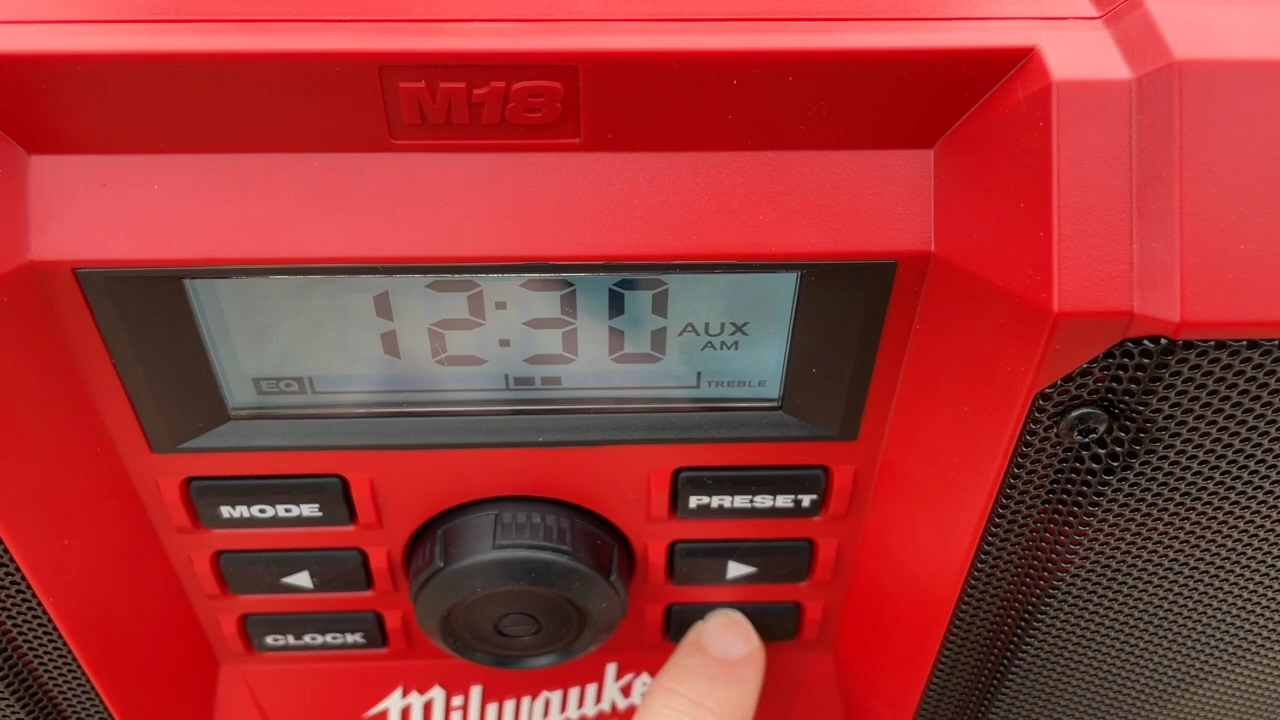 M18
12:30
AUX
AM
EQ
TREBLE
MODE
PRESET
CLOCK
Milwauke